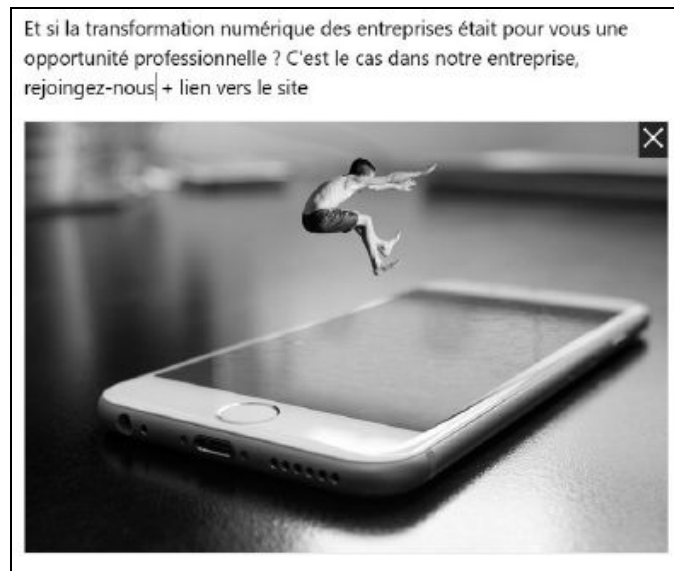 Et si la transformation numérique des entreprises était pour vous une
opportunité professionnelle ? C'est le cas dans notre entreprise,
rejoingez-nous + lien vers le site